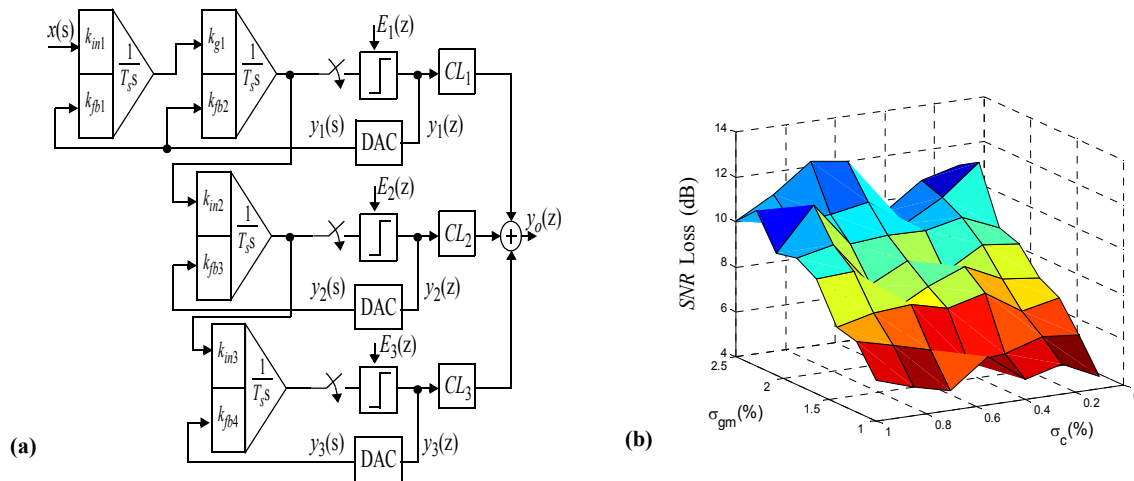 x(s)
k_in1
k_fb1
1
T_s s
k_g1
k_fb2
1
T_s s
E_1(z)
CL_1
y_1(s)
DAC
y_1(z)
k_in2
k_fb3
1
T_s s
E_2(z)
CL_2
y_o(z)
y_2(s)
DAC
y_2(z)
k_in3
k_fb4
1
T_s s
E_3(z)
CL_3
y_3(s)
DAC
y_3(z)
(a)
SNR Loss (dB)
14
12
10
8
6
4
2.5
2
1.5
1
σ_gm(%)
1
0.8
0.6
0.4
0.2
σ_c(%)
(b)